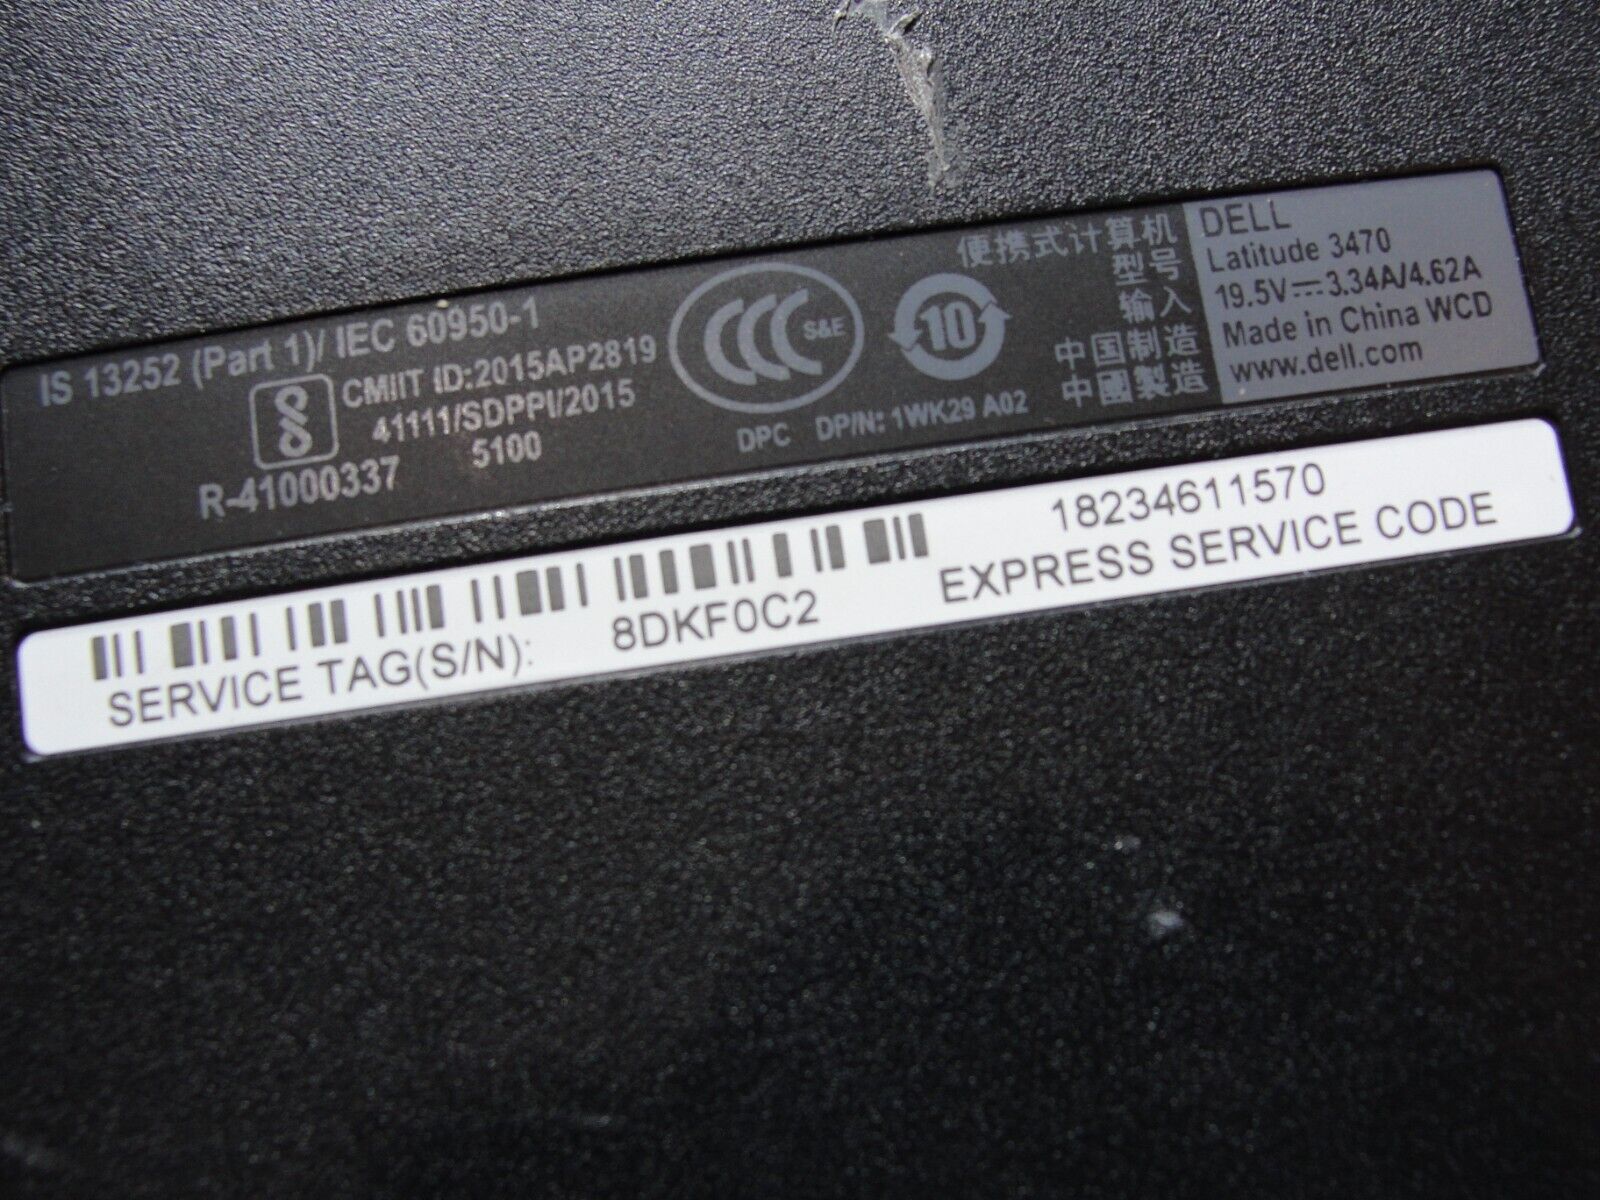 IS 13252 (Part 1)/ IEC 60950-1
CMIIT ID:2015AP2819
41111/SDPPI/2015
5100
R-41000337
CCC S&E
10
DPC DP/N: 1WK29 A02
便携式计算机
型号
输入
中国制造
中國製造
DELL
Latitude 3470
19.5V⎓3.34A/4.62A
Made in China WCD
www.dell.com
18234611570
EXPRESS SERVICE CODE
SERVICE TAG(S/N): 8DKF0C2